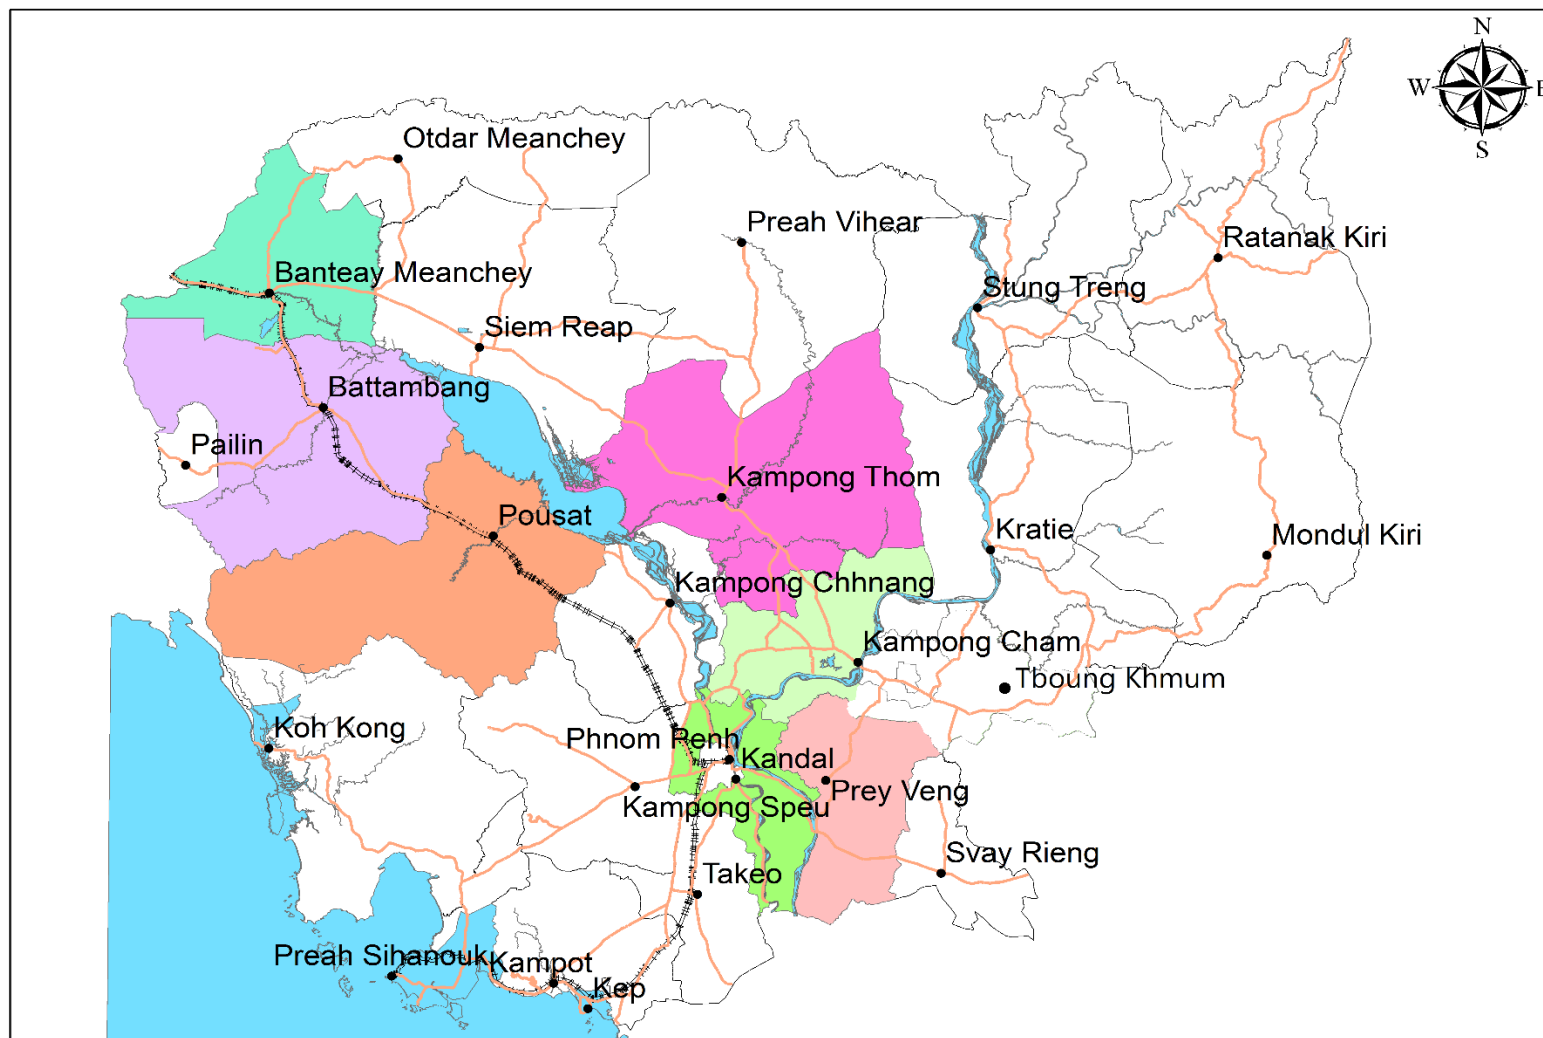 N
W
E
S
Otdar Meanchey
Preah Vihear
Ratanak Kiri
Banteay Meanchey
Stung Treng
Siem Reap
Battambang
Pailin
Kampong Thom
Pousat
Kratie
Mondul Kiri
Kampong Chhnang
Kampong Cham
Tboung Khmum
Koh Kong
Phnom Penh
Kandal
Prey Veng
Kampong Speu
Svay Rieng
Takeo
Preah Sihanouk
Kampot
Kep